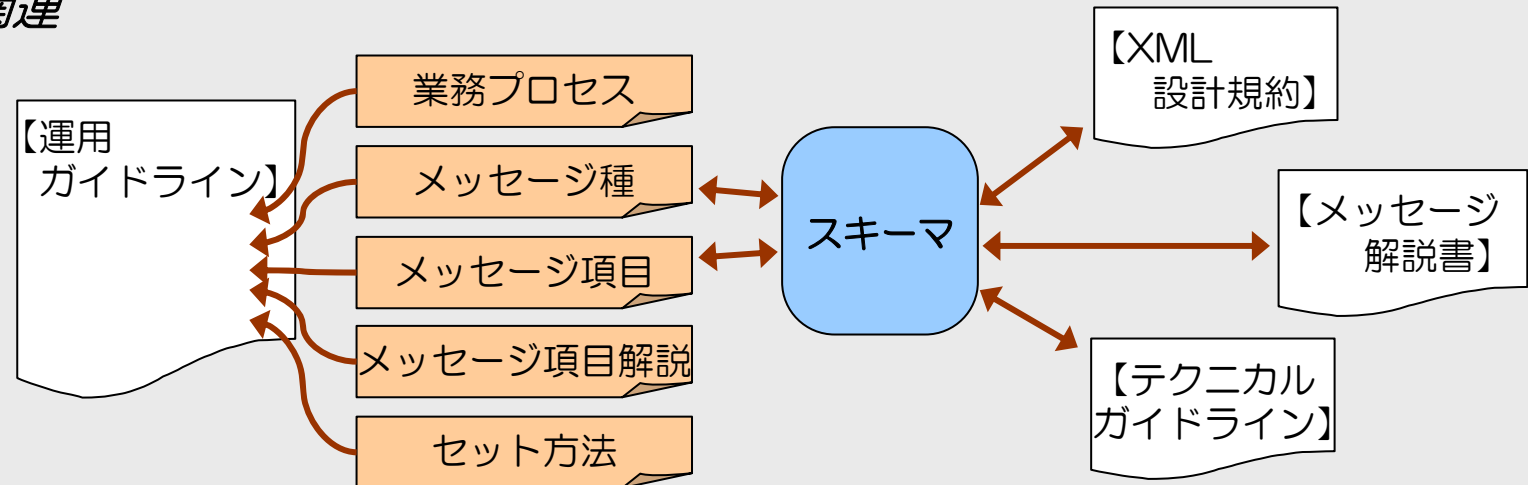 関連
【運用
ガイドライン】
業務プロセス
メッセージ種
メッセージ項目
メッセージ項目解説
セット方法
スキーマ
【XML
設計規約】
【メッセージ
解説書】
【テクニカル
ガイドライン】